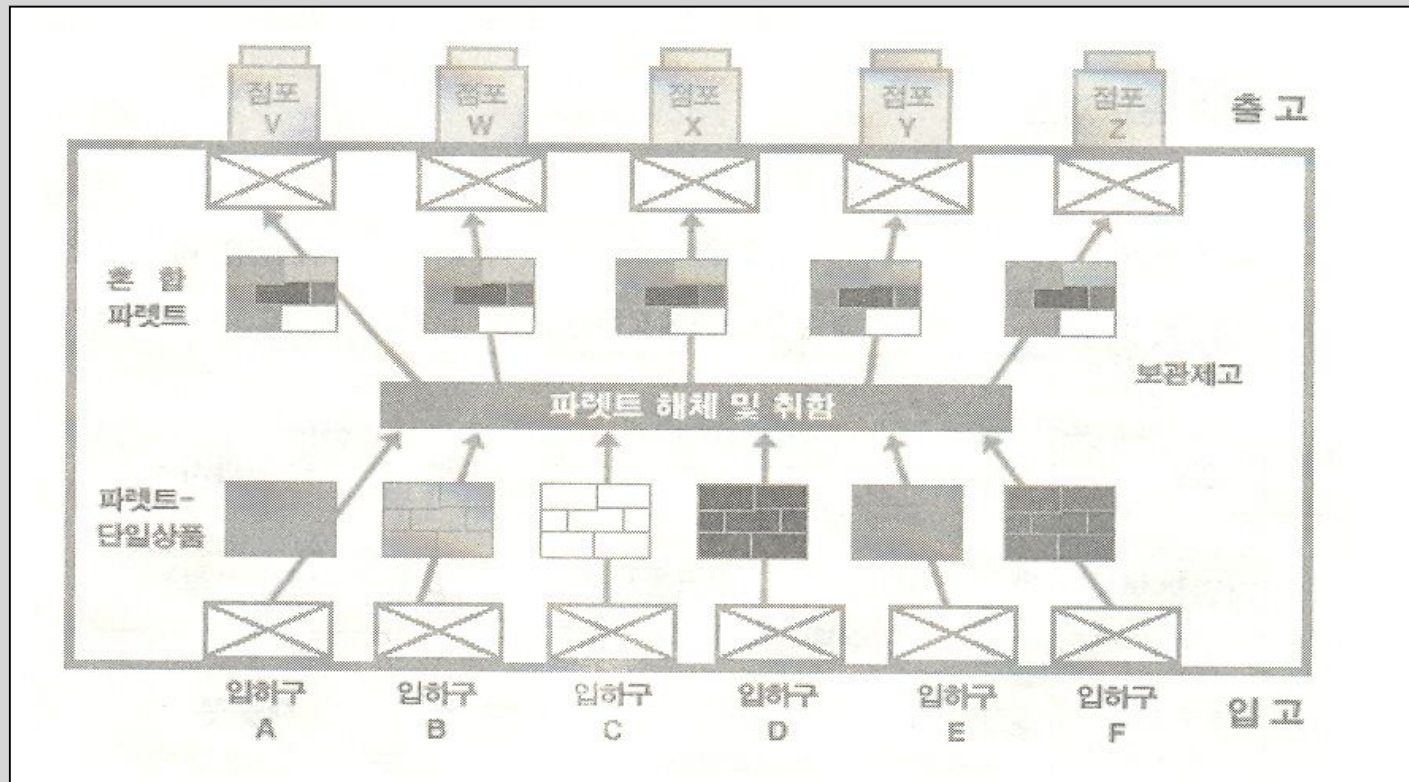 점포
V
점포
W
점포
X
점포
Y
점포
Z
출고
혼 합
파렛트
보관제고
파렛트 해체 및 취합
파렛트-
단일상품
입하구
A
입하구
B
입하구
C
입하구
D
입하구
E
입하구
F
입고